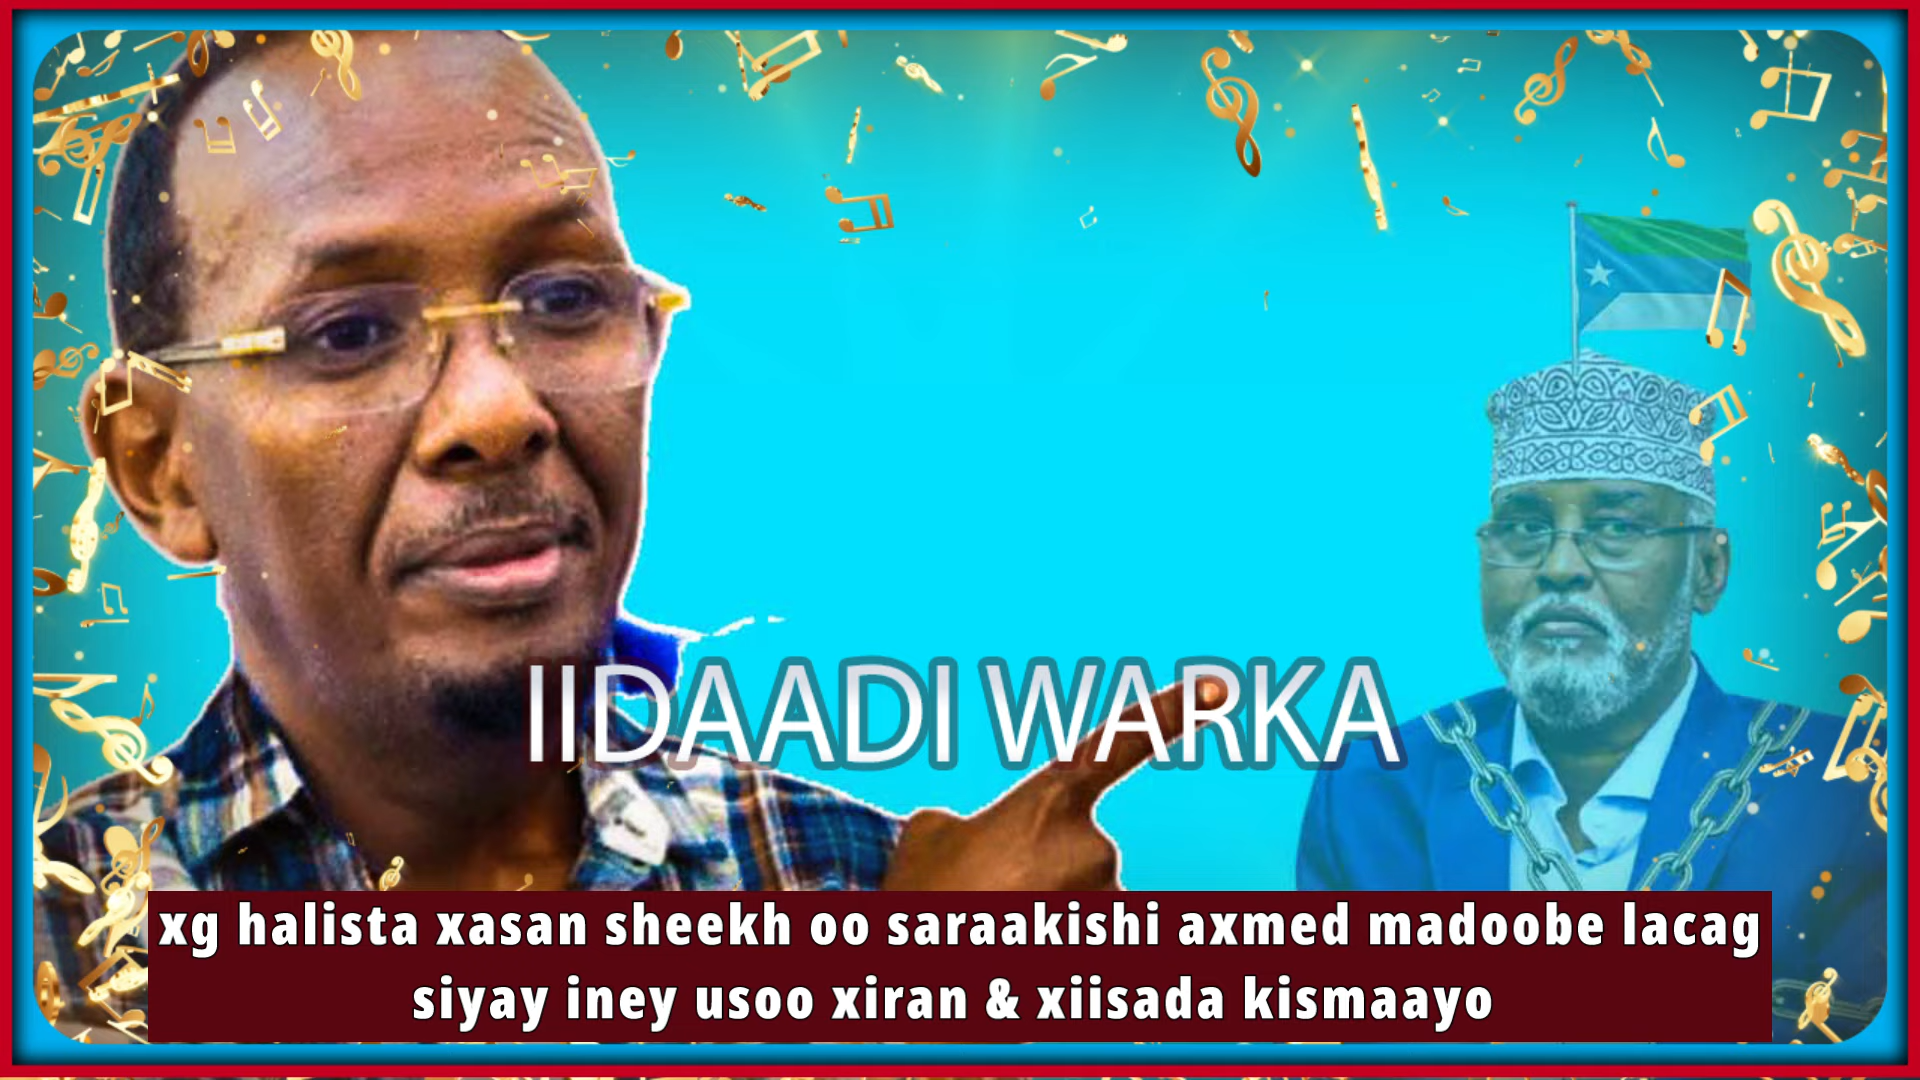 IIDAADI WARKA
xg halista xasan sheekh oo saraakishi axmed madoobe lacag
siyay iney usoo xiran & xiisada kismaayo